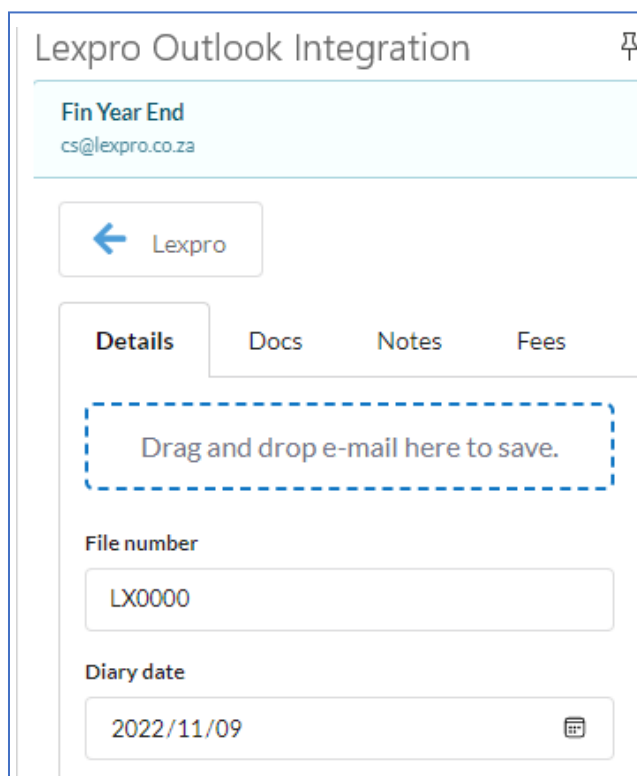 Lexpro Outlook Integration
Fin Year End
cs@lexpro.co.za
Lexpro
Details Docs Notes Fees
Drag and drop e-mail here to save.
File number
LX0000
Diary date
2022/11/09